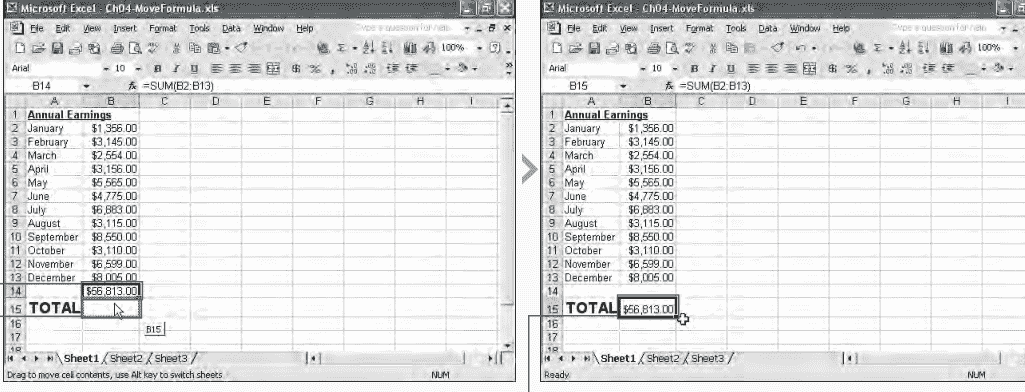 Microsoft Excel - Ch04-MoveFormula.xls
File Edit View Insert Format Tools Data Window Help
100%
Arial 10 B I U
B14 fx =SUM(B2:B13)
A B C D E F G H I
1 Annual Earnings
2 January $1,356.00
3 February $3,145.00
4 March $2,554.00
5 April $3,156.00
6 May $5,565.00
7 June $4,775.00
8 July $6,883.00
9 August $3,115.00
10 September $8,550.00
11 October $3,110.00
12 November $6,599.00
13 December $8,005.00
14 $56,813.00
15 TOTAL
B15
16
17
18
Sheet1 / Sheet2 / Sheet3 /
Drag to move cell contents, use Alt key to switch sheets NUM
Microsoft Excel - Ch04-MoveFormula.xls
File Edit View Insert Format Tools Data Window Help
100%
Arial 10 B I U
B15 fx =SUM(B2:B13)
A B C D E F G H I
1 Annual Earnings
2 January $1,356.00
3 February $3,145.00
4 March $2,554.00
5 April $3,156.00
6 May $5,565.00
7 June $4,775.00
8 July $6,883.00
9 August $3,115.00
10 September $8,550.00
11 October $3,110.00
12 November $6,599.00
13 December $8,005.00
14
15 TOTAL $56,813.00
16
17
18
Sheet1 / Sheet2 / Sheet3 /
Ready NUM